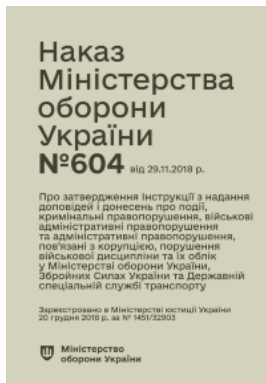 Наказ
Міністерства
оборони
України
№604 від 29.11.2018 р.
Про затвердження Інструкції з надання
доповідей і донесень про події,
кримінальні правопорушення, військові
адміністративні правопорушення
та адміністративні правопорушення,
пов’язані з корупцією, порушення
військової дисципліни та їх облік
у Міністерстві оборони України,
Збройних Силах України та Державній
спеціальній службі транспорту
Зареєстровано в Міністерстві юстиції України
20 грудня 2018 р. за № 1451/32903
Міністерство
оборони України